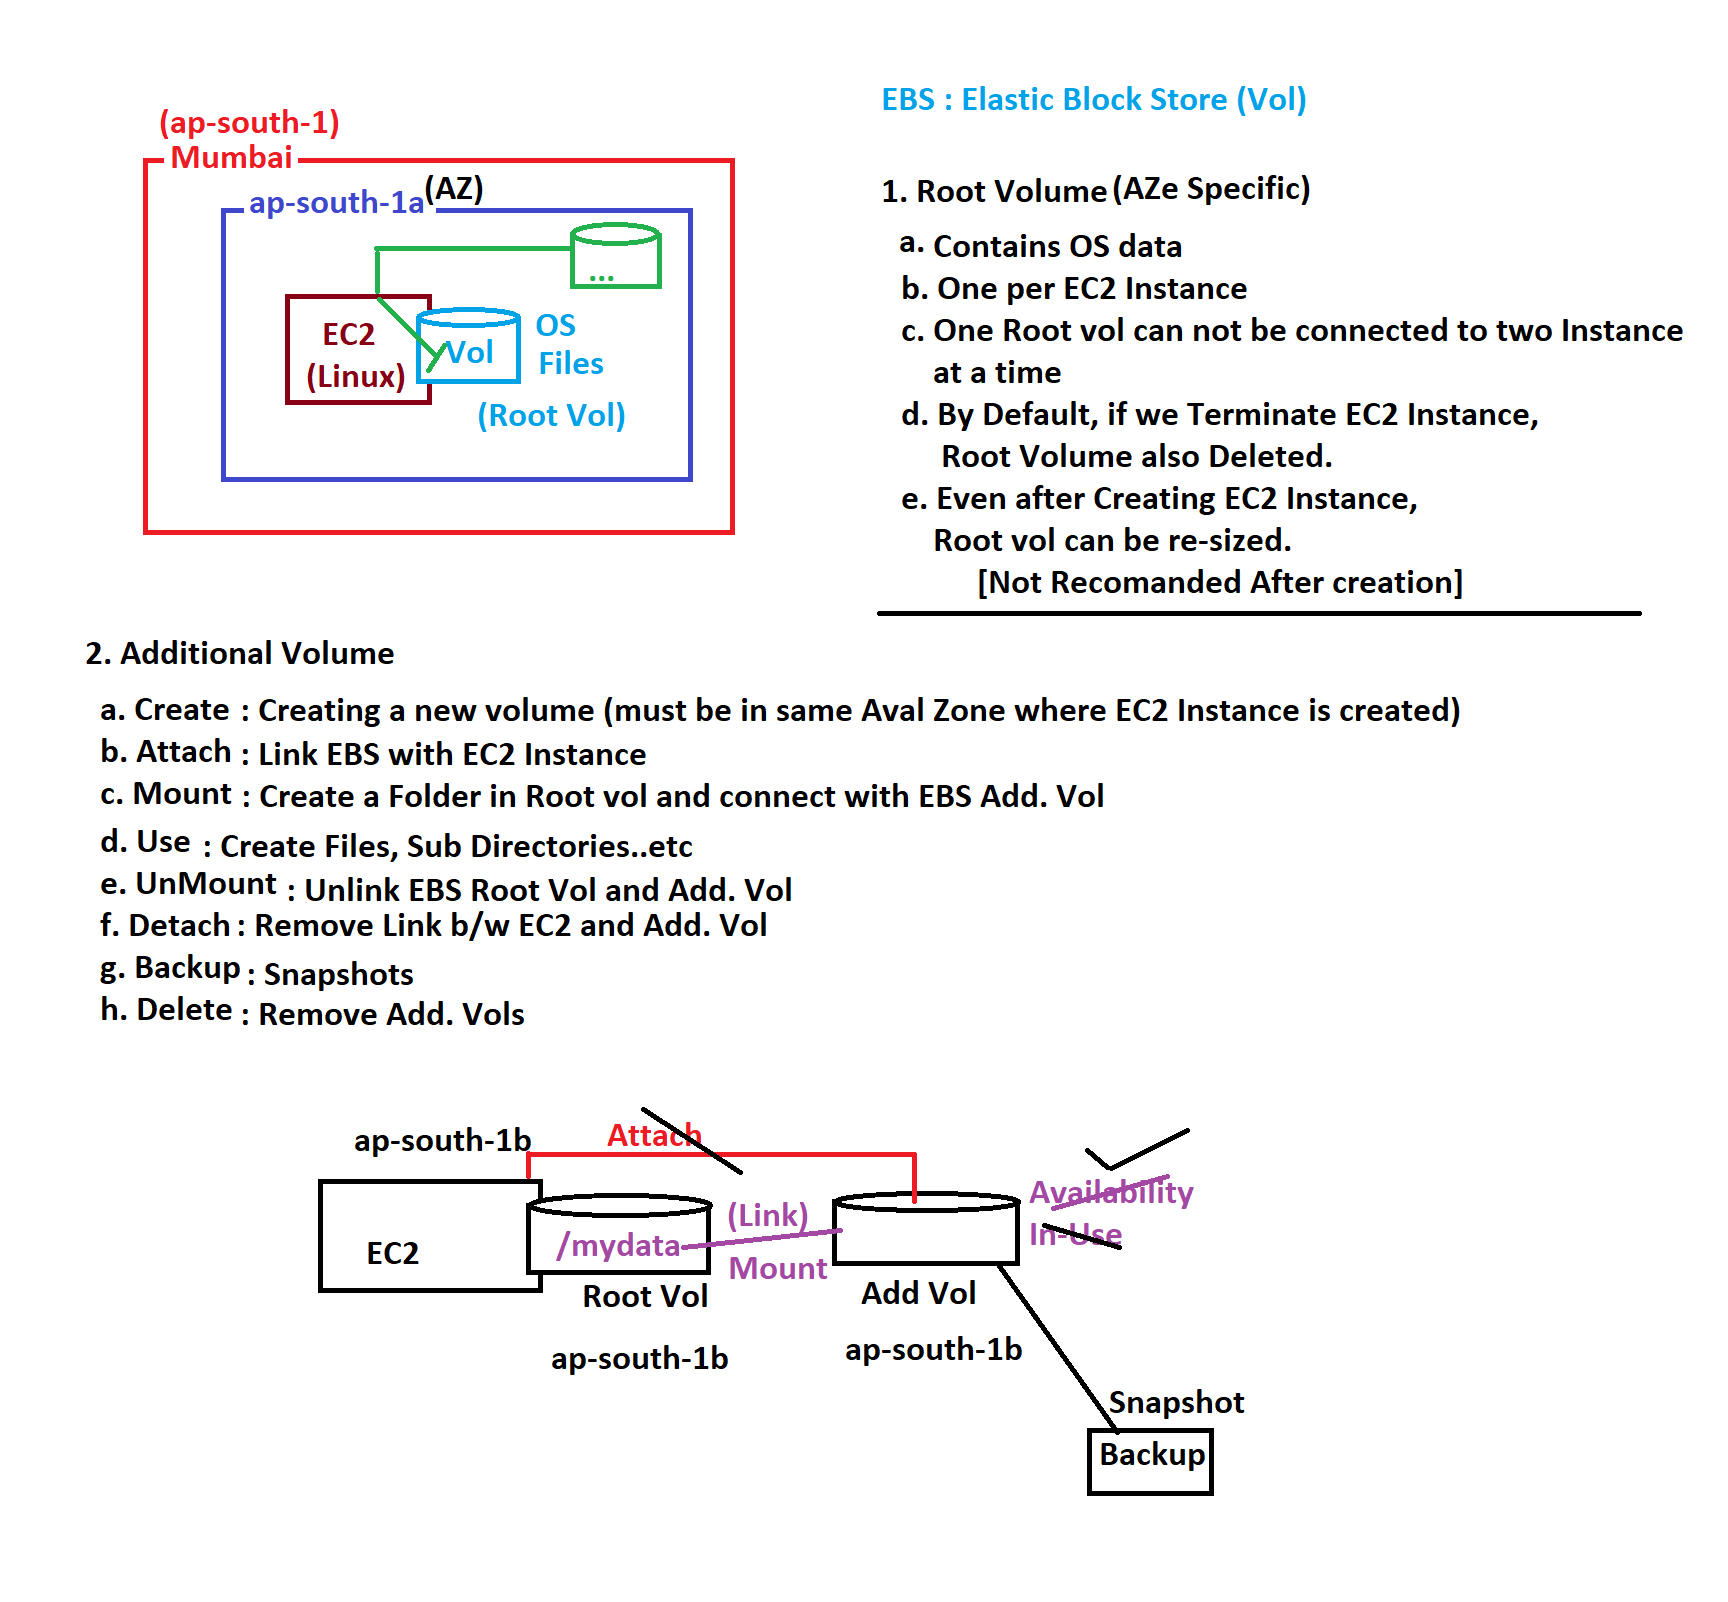 (ap-south-1)
Mumbai
ap-south-1a (AZ)
...
EC2
(Linux)
Vol
OS
Files
(Root Vol)
EBS : Elastic Block Store (Vol)
1. Root Volume (AZe Specific)
a. Contains OS data
b. One per EC2 Instance
c. One Root vol can not be connected to two Instance
at a time
d. By Default, if we Terminate EC2 Instance,
Root Volume also Deleted.
e. Even after Creating EC2 Instance,
Root vol can be re-sized.
[Not Recomanded After creation]
2. Additional Volume
a. Create : Creating a new volume (must be in same Aval Zone where EC2 Instance is created)
b. Attach : Link EBS with EC2 Instance
c. Mount : Create a Folder in Root vol and connect with EBS Add. Vol
d. Use : Create Files, Sub Directories..etc
e. UnMount : Unlink EBS Root Vol and Add. Vol
f. Detach : Remove Link b/w EC2 and Add. Vol
g. Backup : Snapshots
h. Delete : Remove Add. Vols
ap-south-1b
Attach
EC2
/mydata
Root Vol
ap-south-1b
(Link)
Mount
Add Vol
ap-south-1b
Availability
In-Use
Snapshot
Backup